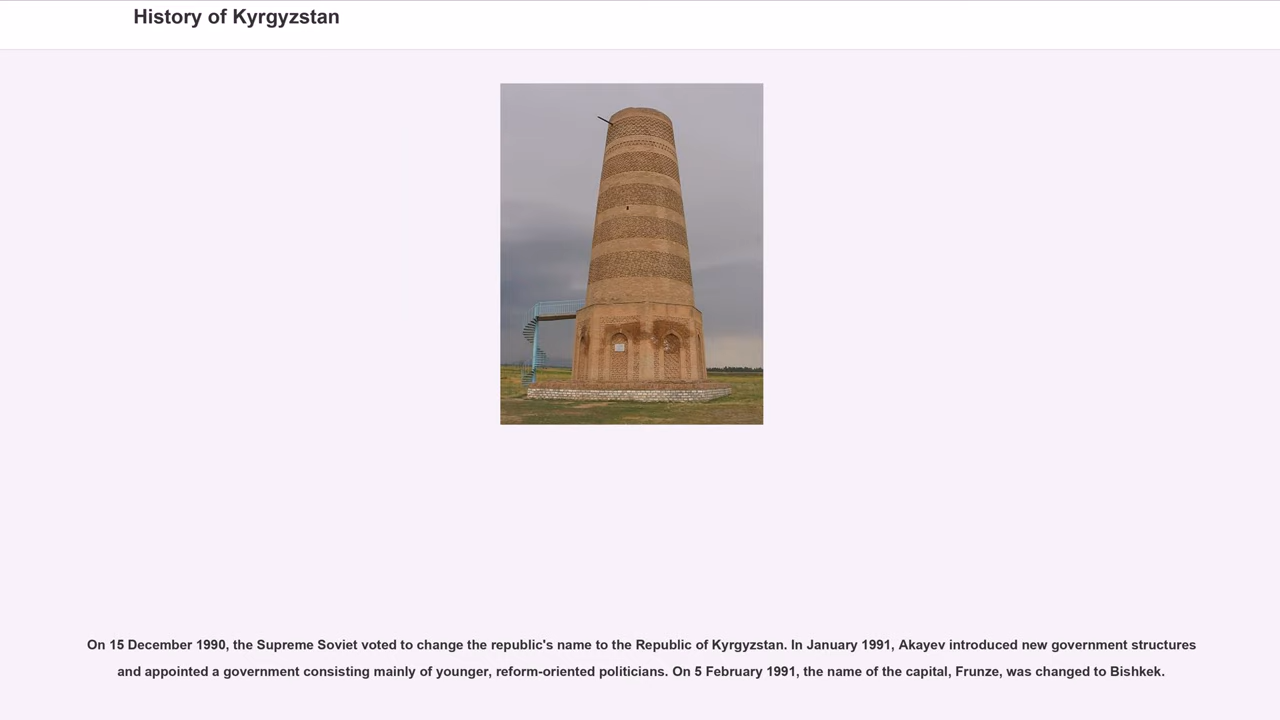 History of Kyrgyzstan
On 15 December 1990, the Supreme Soviet voted to change the republic's name to the Republic of Kyrgyzstan. In January 1991, Akayev introduced new government structures
and appointed a government consisting mainly of younger, reform-oriented politicians. On 5 February 1991, the name of the capital, Frunze, was changed to Bishkek.